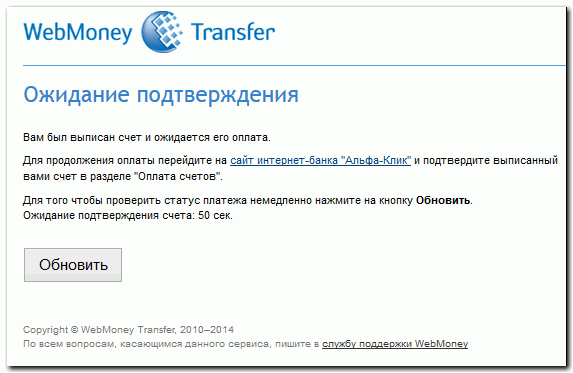 WebMoney Transfer
Ожидание подтверждения
Вам был выписан счет и ожидается его оплата.
Для продолжения оплаты перейдите на сайт интернет-банка "Альфа-Клик" и подтвердите выписанный
вами счет в разделе "Оплата счетов".
Для того чтобы проверить статус платежа немедленно нажмите на кнопку Обновить.
Ожидание подтверждения счета: 50 сек.
Обновить
Copyright © WebMoney Transfer, 2010–2014
По всем вопросам, касающимся данного сервиса, пишите в службу поддержки WebMoney